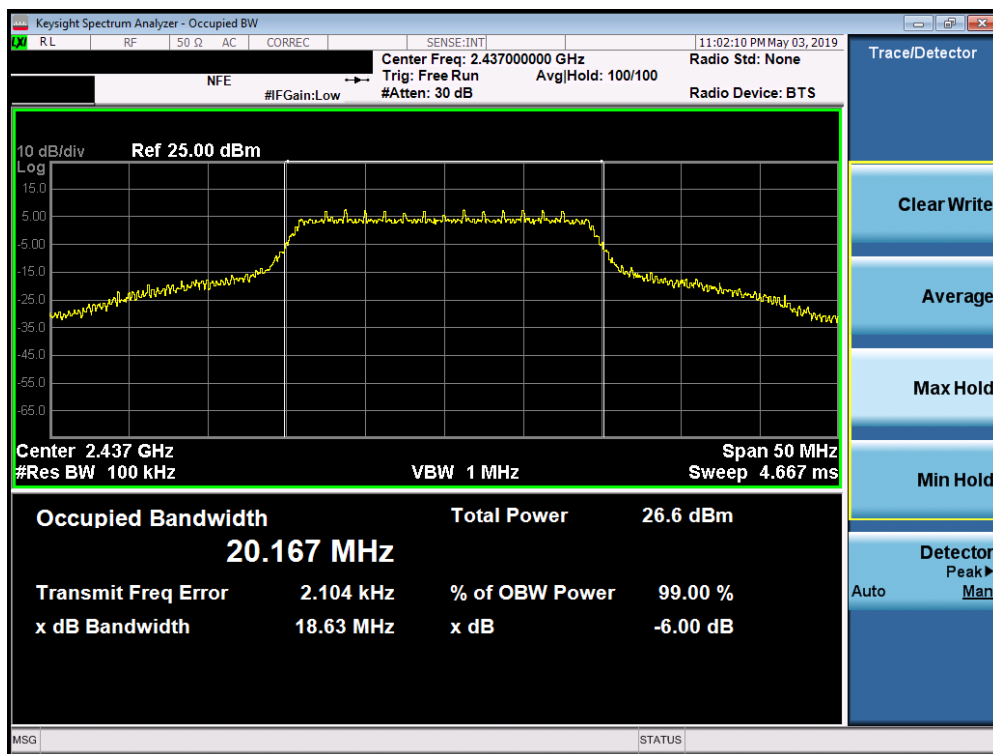 Keysight Spectrum Analyzer - Occupied BW
LXI RL RF 50 Ω AC CORREC SENSE:INT 11:02:10 PM May 03, 2019
Center Freq: 2.437000000 GHz Radio Std: None
NFE Trig: Free Run Avg|Hold: 100/100
#IFGain:Low #Atten: 30 dB Radio Device: BTS
Trace/Detector
10 dB/div Ref 25.00 dBm
Log
15.0
5.00
-5.00
-15.0
-25.0
-35.0
-45.0
-55.0
-65.0
Center 2.437 GHz Span 50 MHz
#Res BW 100 kHz VBW 1 MHz Sweep 4.667 ms
Occupied Bandwidth Total Power 26.6 dBm
20.167 MHz
Transmit Freq Error 2.104 kHz % of OBW Power 99.00 %
x dB Bandwidth 18.63 MHz x dB -6.00 dB
Clear Write
Average
Max Hold
Min Hold
Detector
Peak
Auto Man
MSG STATUS